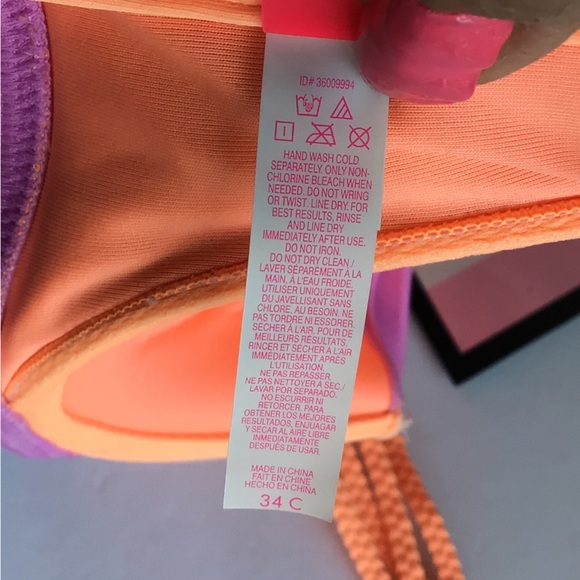 ID# 36009994
HAND WASH COLD
SEPARATELY. ONLY NON-
CHLORINE BLEACH WHEN
NEEDED. DO NOT WRING
OR TWIST. LINE DRY. FOR
BEST RESULTS, RINSE
AND LINE DRY
IMMEDIATELY AFTER USE.
DO NOT IRON.
DO NOT DRY CLEAN./
LAVER SÉPARÉMENT À LA
MAIN, À L'EAU FROIDE.
UTILISER UNIQUEMENT
DU JAVELLISANT SANS
CHLORE, AU BESOIN. NE
PAS TORDRE NI ESSORER.
SÉCHER À L'AIR. POUR DE
MEILLEURS RÉSULTATS,
RINCER ET SÉCHER À L'AIR
IMMÉDIATEMENT APRÈS
L'UTILISATION.
NE PAS REPASSER.
NE PAS NETTOYER À SEC./
LAVAR POR SEPARADO.
NO ESCURRIR NI
RETORCER. PARA
OBTENER LOS MEJORES
RESULTADOS, ENJUAGAR
Y SECAR AL AIRE LIBRE
INMEDIATAMENTE
DESPUÉS DE USAR.
MADE IN CHINA
FAIT EN CHINE
HECHO EN CHINA
34 C